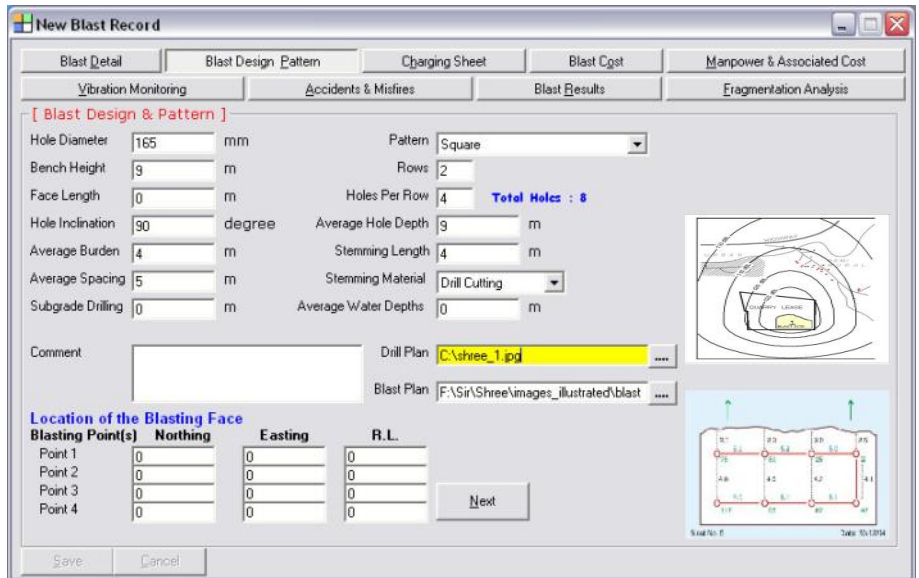 New Blast Record
Blast Detail Blast Design Pattern Charging Sheet Blast Cost Manpower & Associated Cost
Vibration Monitoring Accidents & Misfires Blast Results Fragmentation Analysis
[ Blast Design & Pattern ]
Hole Diameter 165 mm Pattern Square
Bench Height 9 m Rows 2
Face Length 0 m Holes Per Row 4 Total Holes : 8
Hole Inclination 90 degree Average Hole Depth 9 m
Average Burden 4 m Stemming Length 4 m
Average Spacing 5 m Stemming Material Drill Cutting
Subgrade Drilling 0 m Average Water Depths 0 m
QUARRY LEASE
Comment Drill Plan C:\shree_1.jpg ....
Blast Plan F:\Sir\Shree\images_illustrated\blast ....
Location of the Blasting Face
Blasting Point(s) Northing Easting R.L.
Point 1 0 0 0
Point 2 0 0 0
Point 3 0 0 0
Point 4 0 0 0
Next
Save Cancel